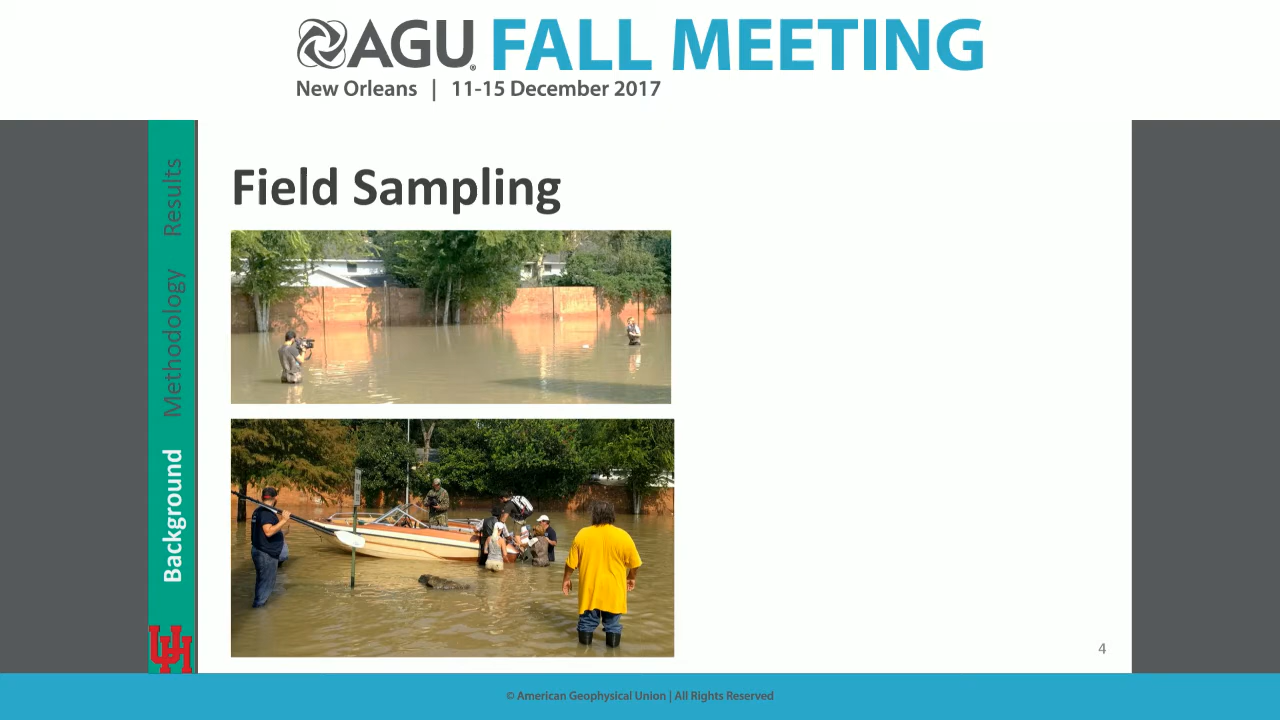 AGU FALL MEETING
New Orleans | 11-15 December 2017
Results
Methodology
Background
UH
Field Sampling
4
© American Geophysical Union | All Rights Reserved